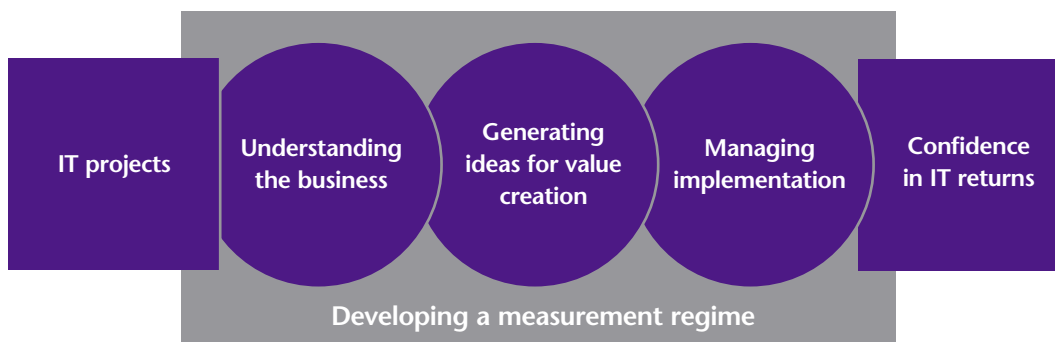 IT projects
Understanding
the business
Generating
ideas for value
creation
Managing
implementation
Confidence
in IT returns
Developing a measurement regime